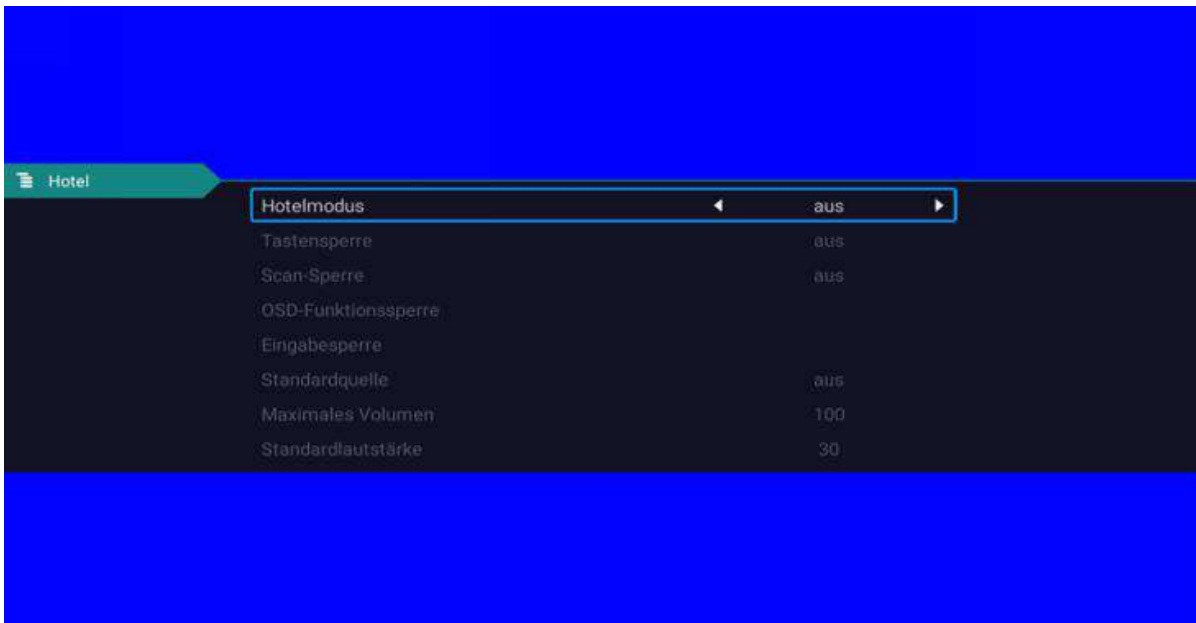 Hotel
Hotelmodus aus
Tastensperre aus
Scan-Sperre aus
OSD-Funktionssperre
Eingabesperre
Standardquelle aus
Maximales Volumen 100
Standardlautstärke 30